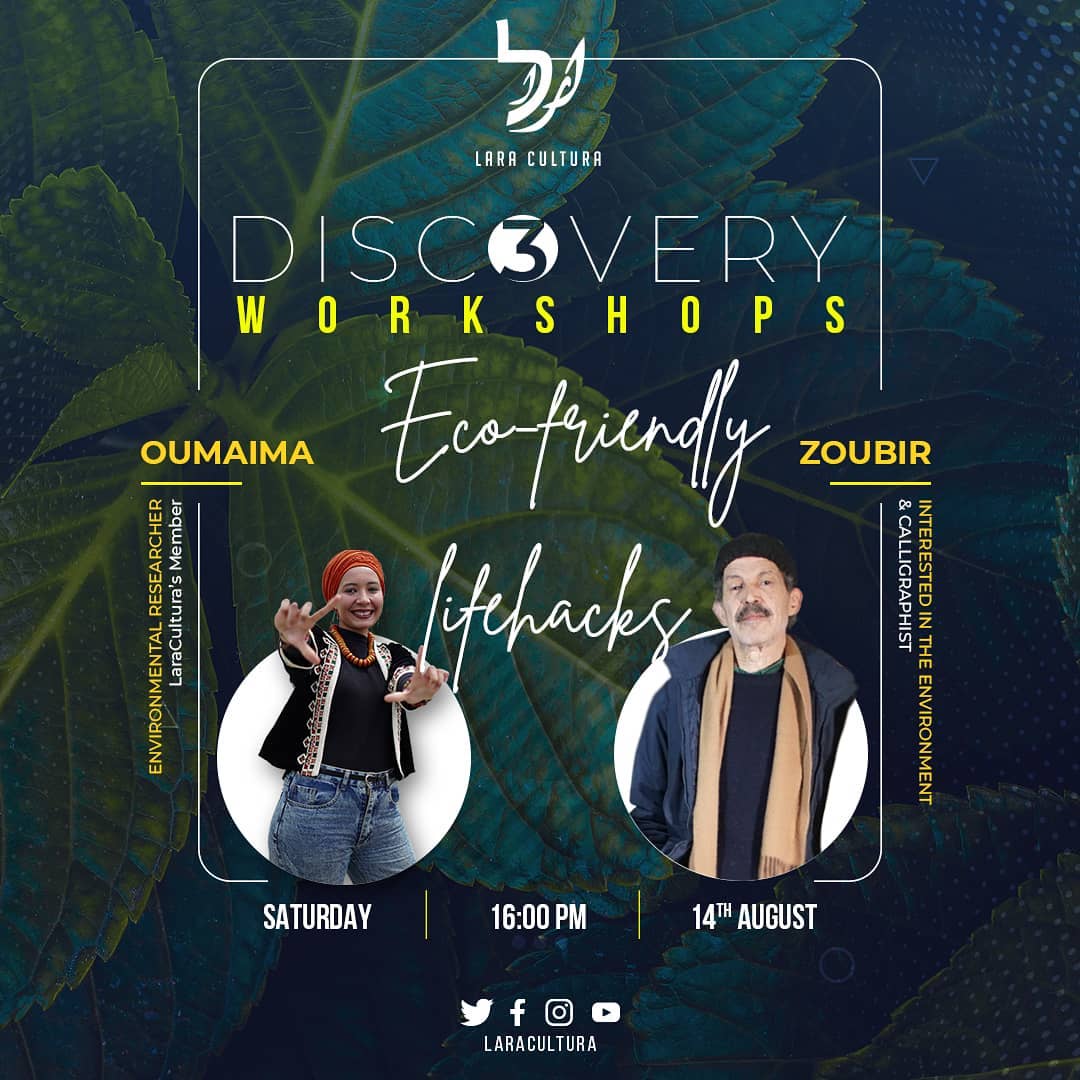 LARA CULTURA
DISC3VERY
WORKSHOPS
Eco-friendly
lifehacks
OUMAIMA
ENVIRONMENTAL RESEARCHER
LaraCultura's Member
ZOUBIR
INTERESTED IN THE ENVIRONMENT
& CALLIGRAPHIST
SATURDAY
16:00 PM
14TH AUGUST
LARACULTURA